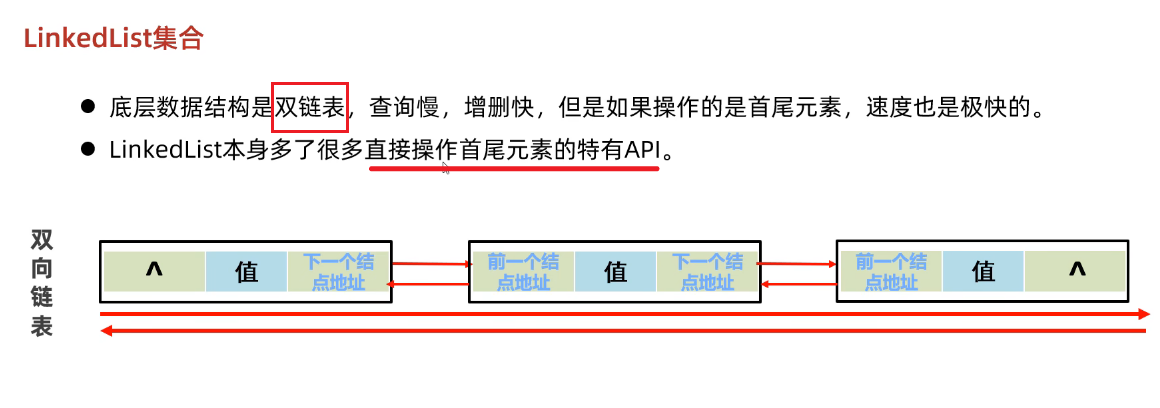 LinkedList集合
● 底层数据结构是双链表，查询慢，增删快，但是如果操作的是首尾元素，速度也是极快的。
● LinkedList本身多了很多直接操作首尾元素的特有API。
双
向
链
表
^ 值 下一个结
点地址
前一个结
点地址
值 下一个结
点地址
前一个结
点地址
值 ^